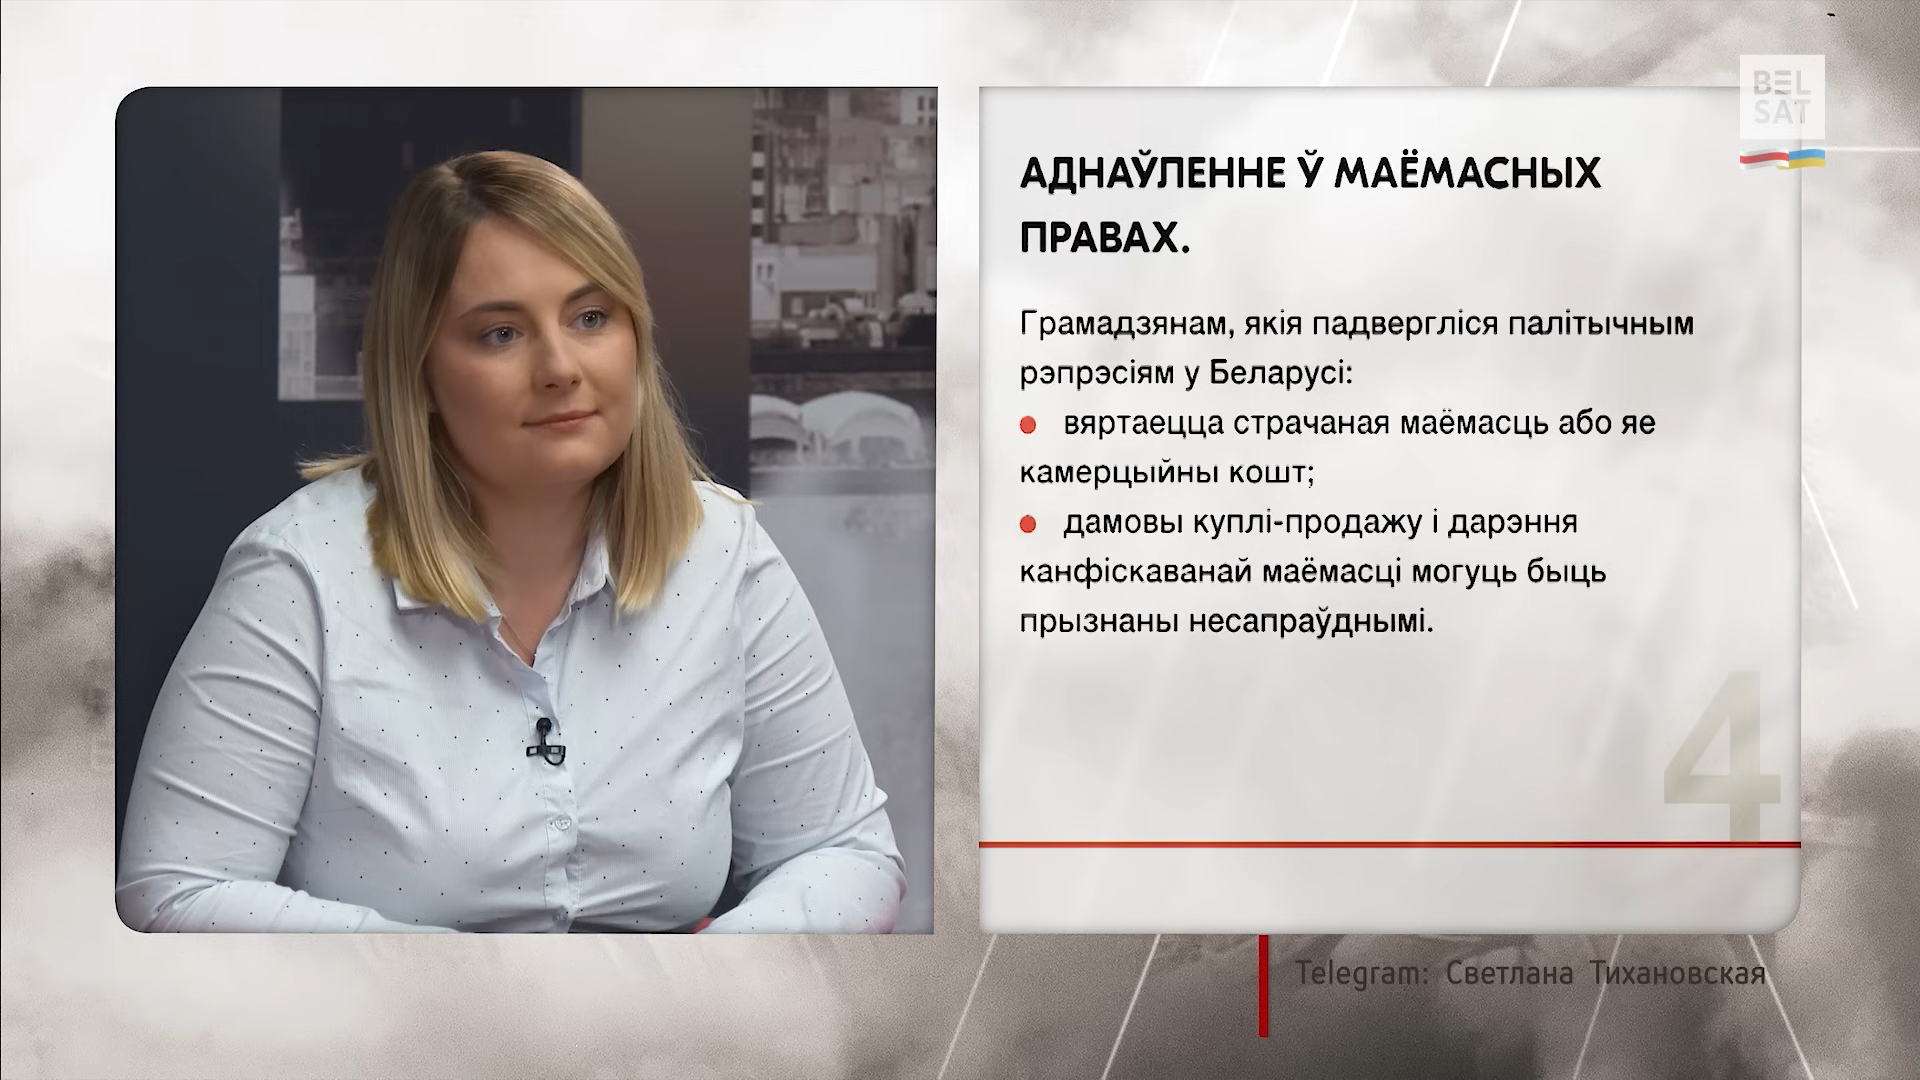 BEL
SAT
АДНАЎЛЕННЕ Ў МАЁМАСНЫХ
ПРАВАХ.
Грамадзянам, якія падвергліся палітычным
рэпрэсіям у Беларусі:
● вяртаецца страчаная маёмасць або яе
камерцыйны кошт;
● дамовы куплі-продажу і дарэння
канфіскаванай маёмасці могуць быць
прызнаны несапраўднымі.
4
Telegram: Светлана Тихановская